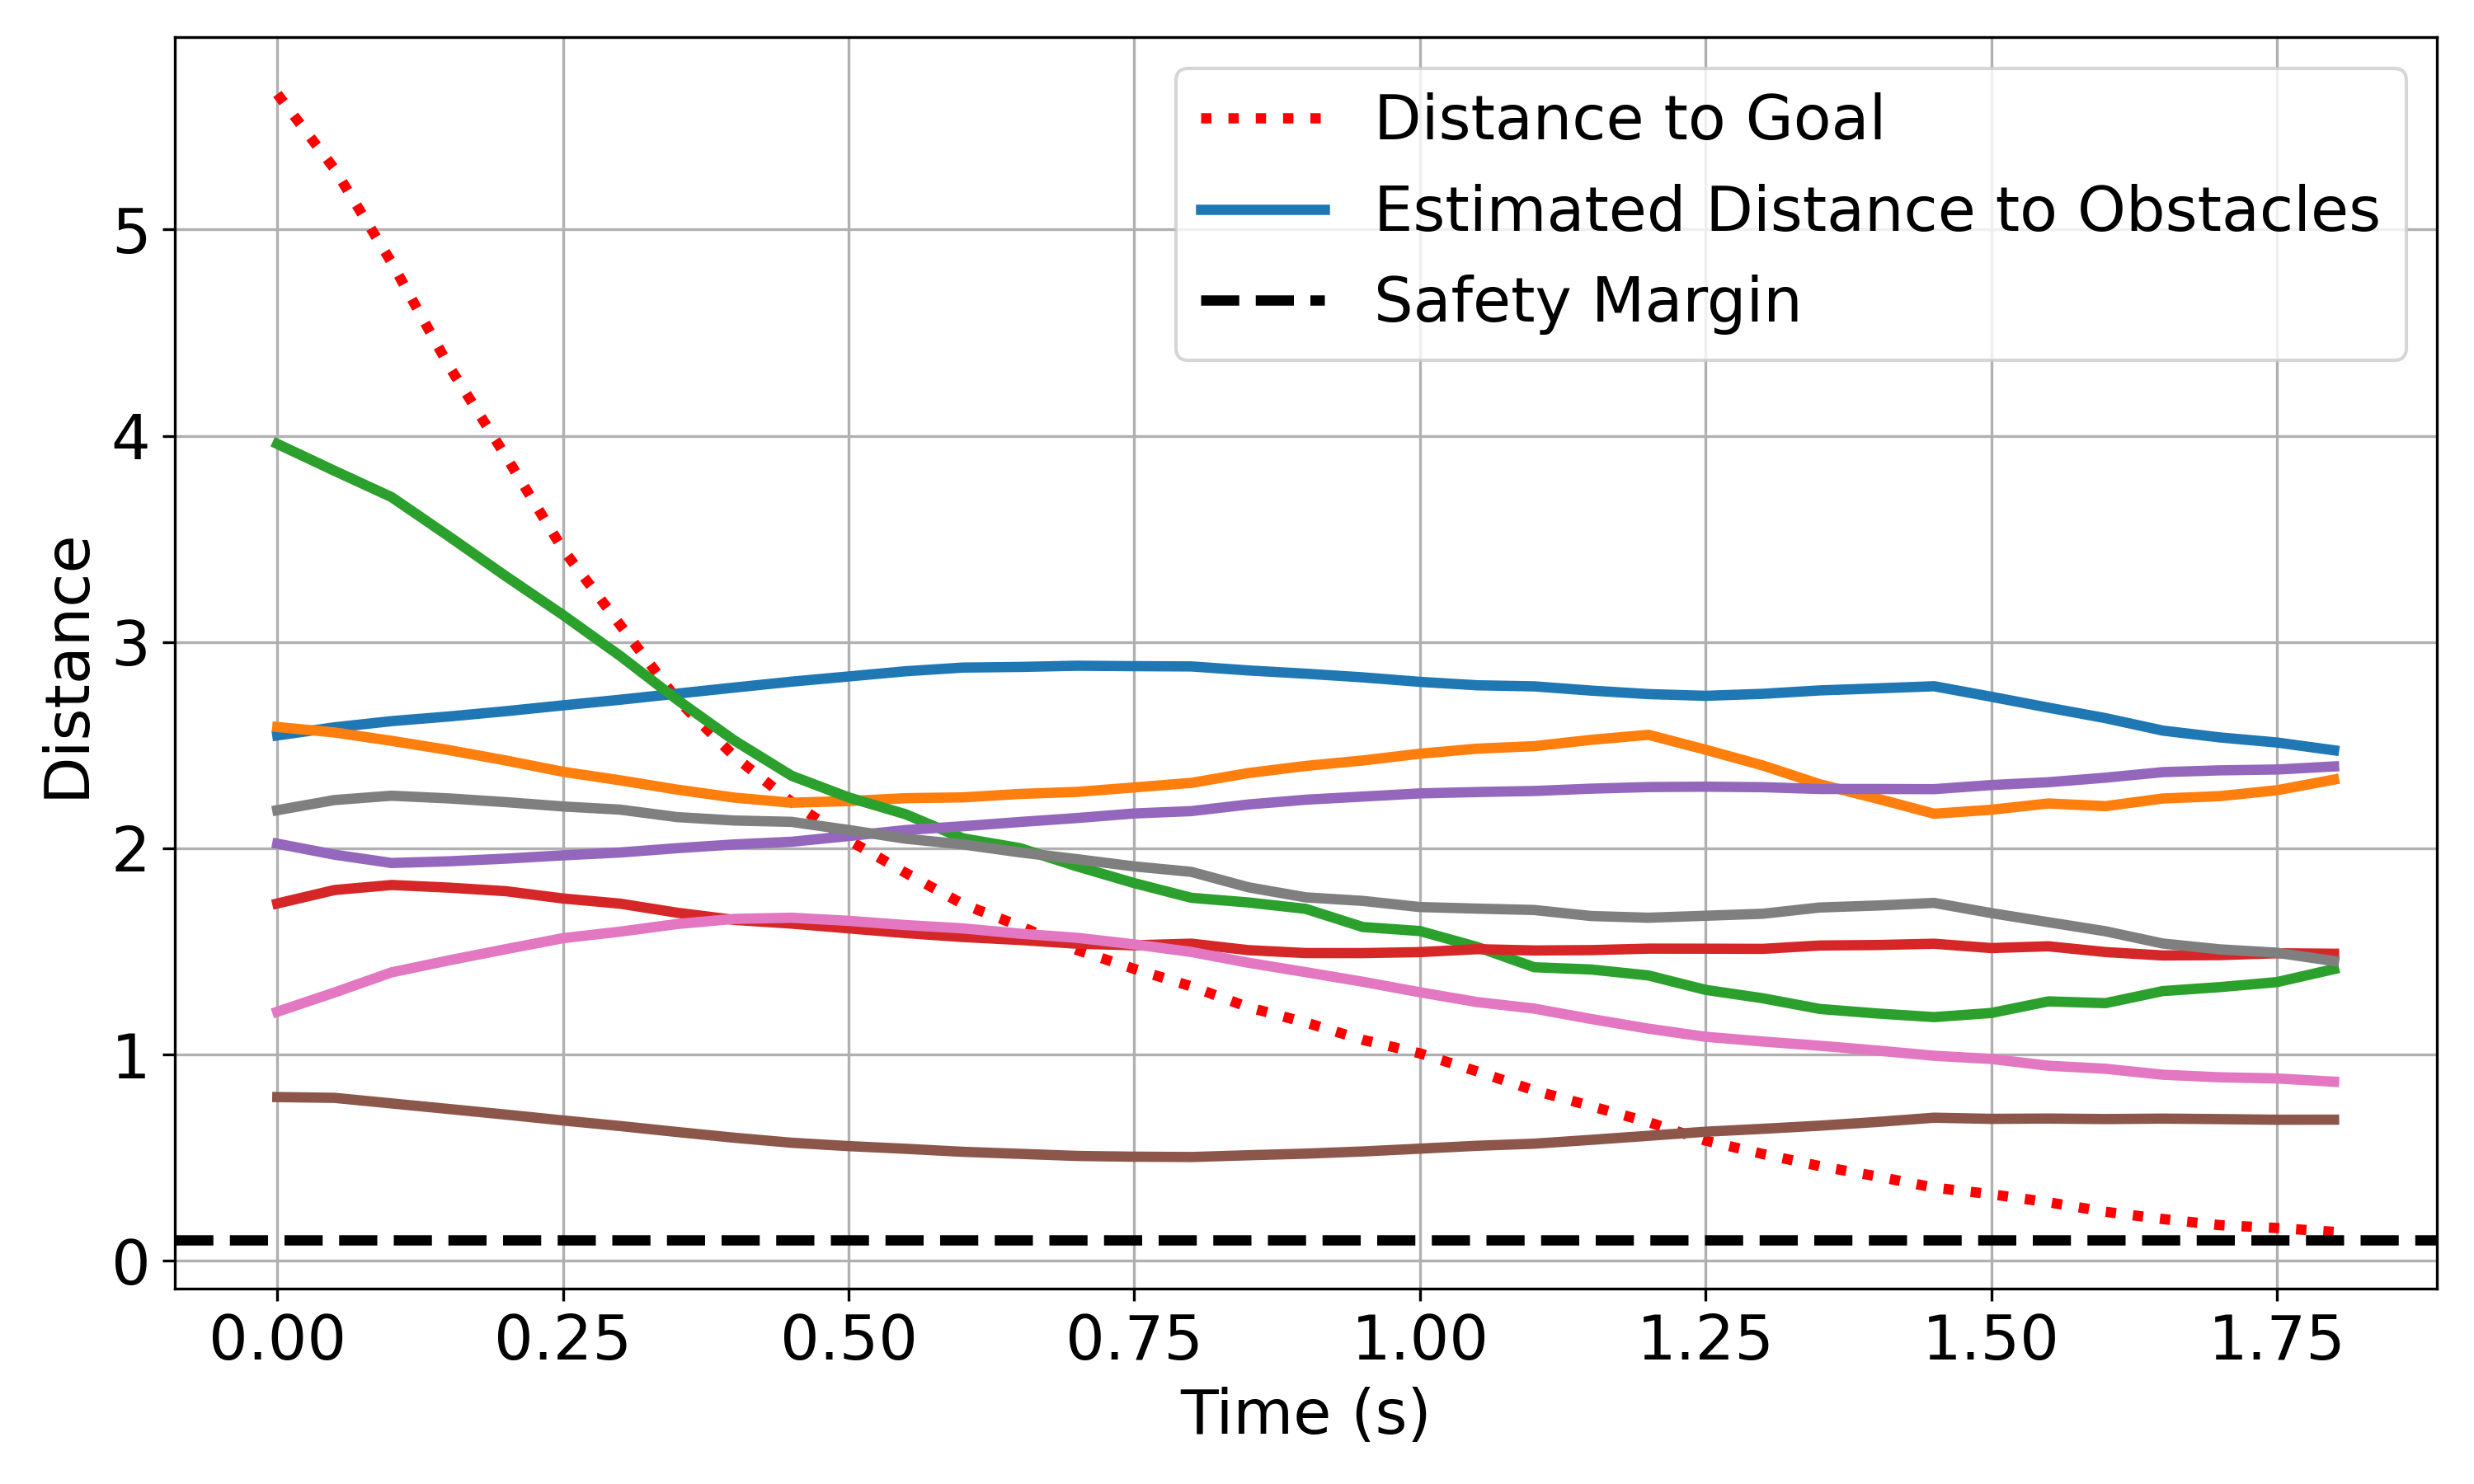 Distance to Goal
Estimated Distance to Obstacles
Safety Margin
Distance
5
4
3
2
1
0
0.00 0.25 0.50 0.75 1.00 1.25 1.50 1.75
Time (s)